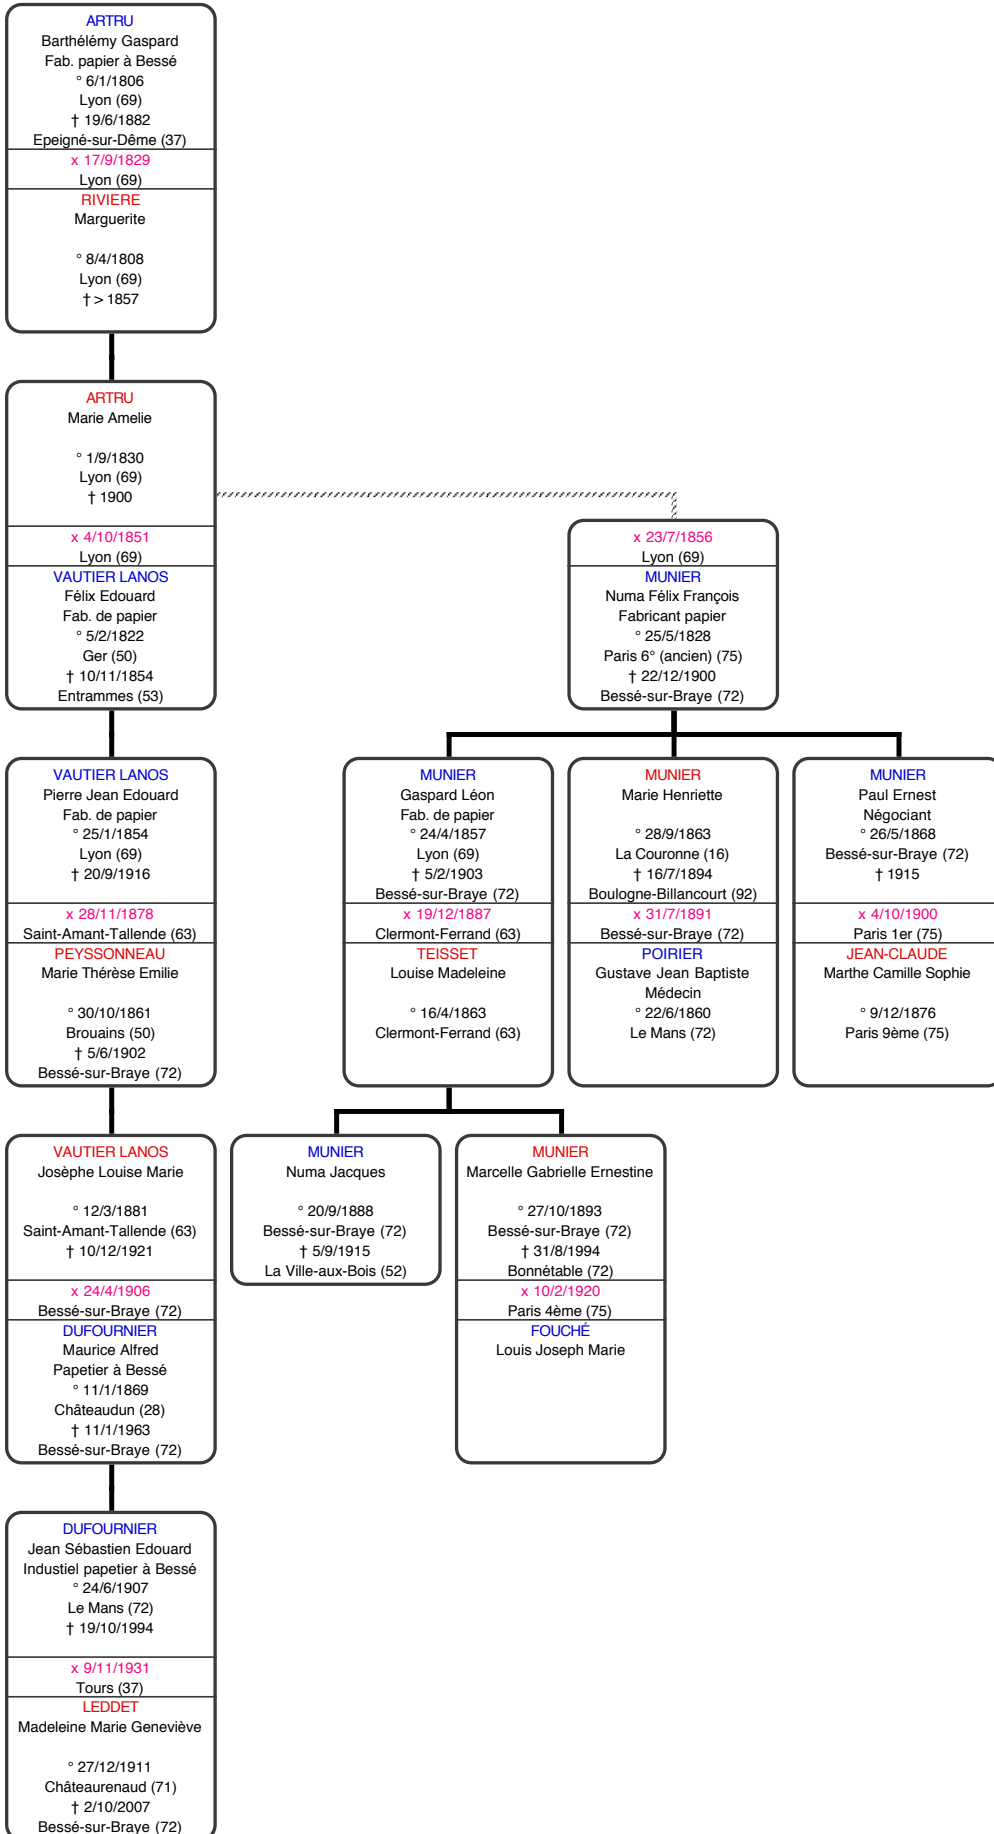 ARTRU
Barthélémy Gaspard
Fab. papier à Bessé
° 6/1/1806
Lyon (69)
† 19/6/1882
Epeigné-sur-Dême (37)
x 17/9/1829
Lyon (69)
RIVIERE
Marguerite
° 8/4/1808
Lyon (69)
† > 1857
ARTRU
Marie Amelie
° 1/9/1830
Lyon (69)
† 1900
x 4/10/1851
Lyon (69)
VAUTIER LANOS
Félix Edouard
Fab. de papier
° 5/2/1822
Ger (50)
† 10/11/1854
Entrammes (53)
x 23/7/1856
Lyon (69)
MUNIER
Numa Félix François
Fabricant papier
° 25/5/1828
Paris 6° (ancien) (75)
† 22/12/1900
Bessé-sur-Braye (72)
VAUTIER LANOS
Pierre Jean Edouard
Fab. de papier
° 25/1/1854
Lyon (69)
† 20/9/1916
x 28/11/1878
Saint-Amant-Tallende (63)
PEYSSONNEAU
Marie Thérèse Emilie
° 30/10/1861
Brouains (50)
† 5/6/1902
Bessé-sur-Braye (72)
MUNIER
Gaspard Léon
Fab. de papier
° 24/4/1857
Lyon (69)
† 5/2/1903
Bessé-sur-Braye (72)
x 19/12/1887
Clermont-Ferrand (63)
TEISSET
Louise Madeleine
° 16/4/1863
Clermont-Ferrand (63)
MUNIER
Marie Henriette
° 28/9/1863
La Couronne (16)
† 16/7/1894
Boulogne-Billancourt (92)
x 31/7/1891
Bessé-sur-Braye (72)
POIRIER
Gustave Jean Baptiste
Médecin
° 22/6/1860
Le Mans (72)
MUNIER
Paul Ernest
Négociant
° 26/5/1868
Bessé-sur-Braye (72)
† 1915
x 4/10/1900
Paris 1er (75)
JEAN-CLAUDE
Marthe Camille Sophie
° 9/12/1876
Paris 9ème (75)
VAUTIER LANOS
Josèphe Louise Marie
° 12/3/1881
Saint-Amant-Tallende (63)
† 10/12/1921
x 24/4/1906
Bessé-sur-Braye (72)
DUFOURNIER
Maurice Alfred
Papetier à Bessé
° 11/1/1869
Châteaudun (28)
† 11/1/1963
Bessé-sur-Braye (72)
MUNIER
Numa Jacques
° 20/9/1888
Bessé-sur-Braye (72)
† 5/9/1915
La Ville-aux-Bois (52)
MUNIER
Marcelle Gabrielle Ernestine
° 27/10/1893
Bessé-sur-Braye (72)
† 31/8/1994
Bonnétable (72)
x 10/2/1920
Paris 4ème (75)
FOUCHÉ
Louis Joseph Marie
DUFOURNIER
Jean Sébastien Edouard
Industiel papetier à Bessé
° 24/6/1907
Le Mans (72)
† 19/10/1994
x 9/11/1931
Tours (37)
LEDDET
Madeleine Marie Geneviève
° 27/12/1911
Châteaurenaud (71)
† 2/10/2007
Bessé-sur-Braye (72)